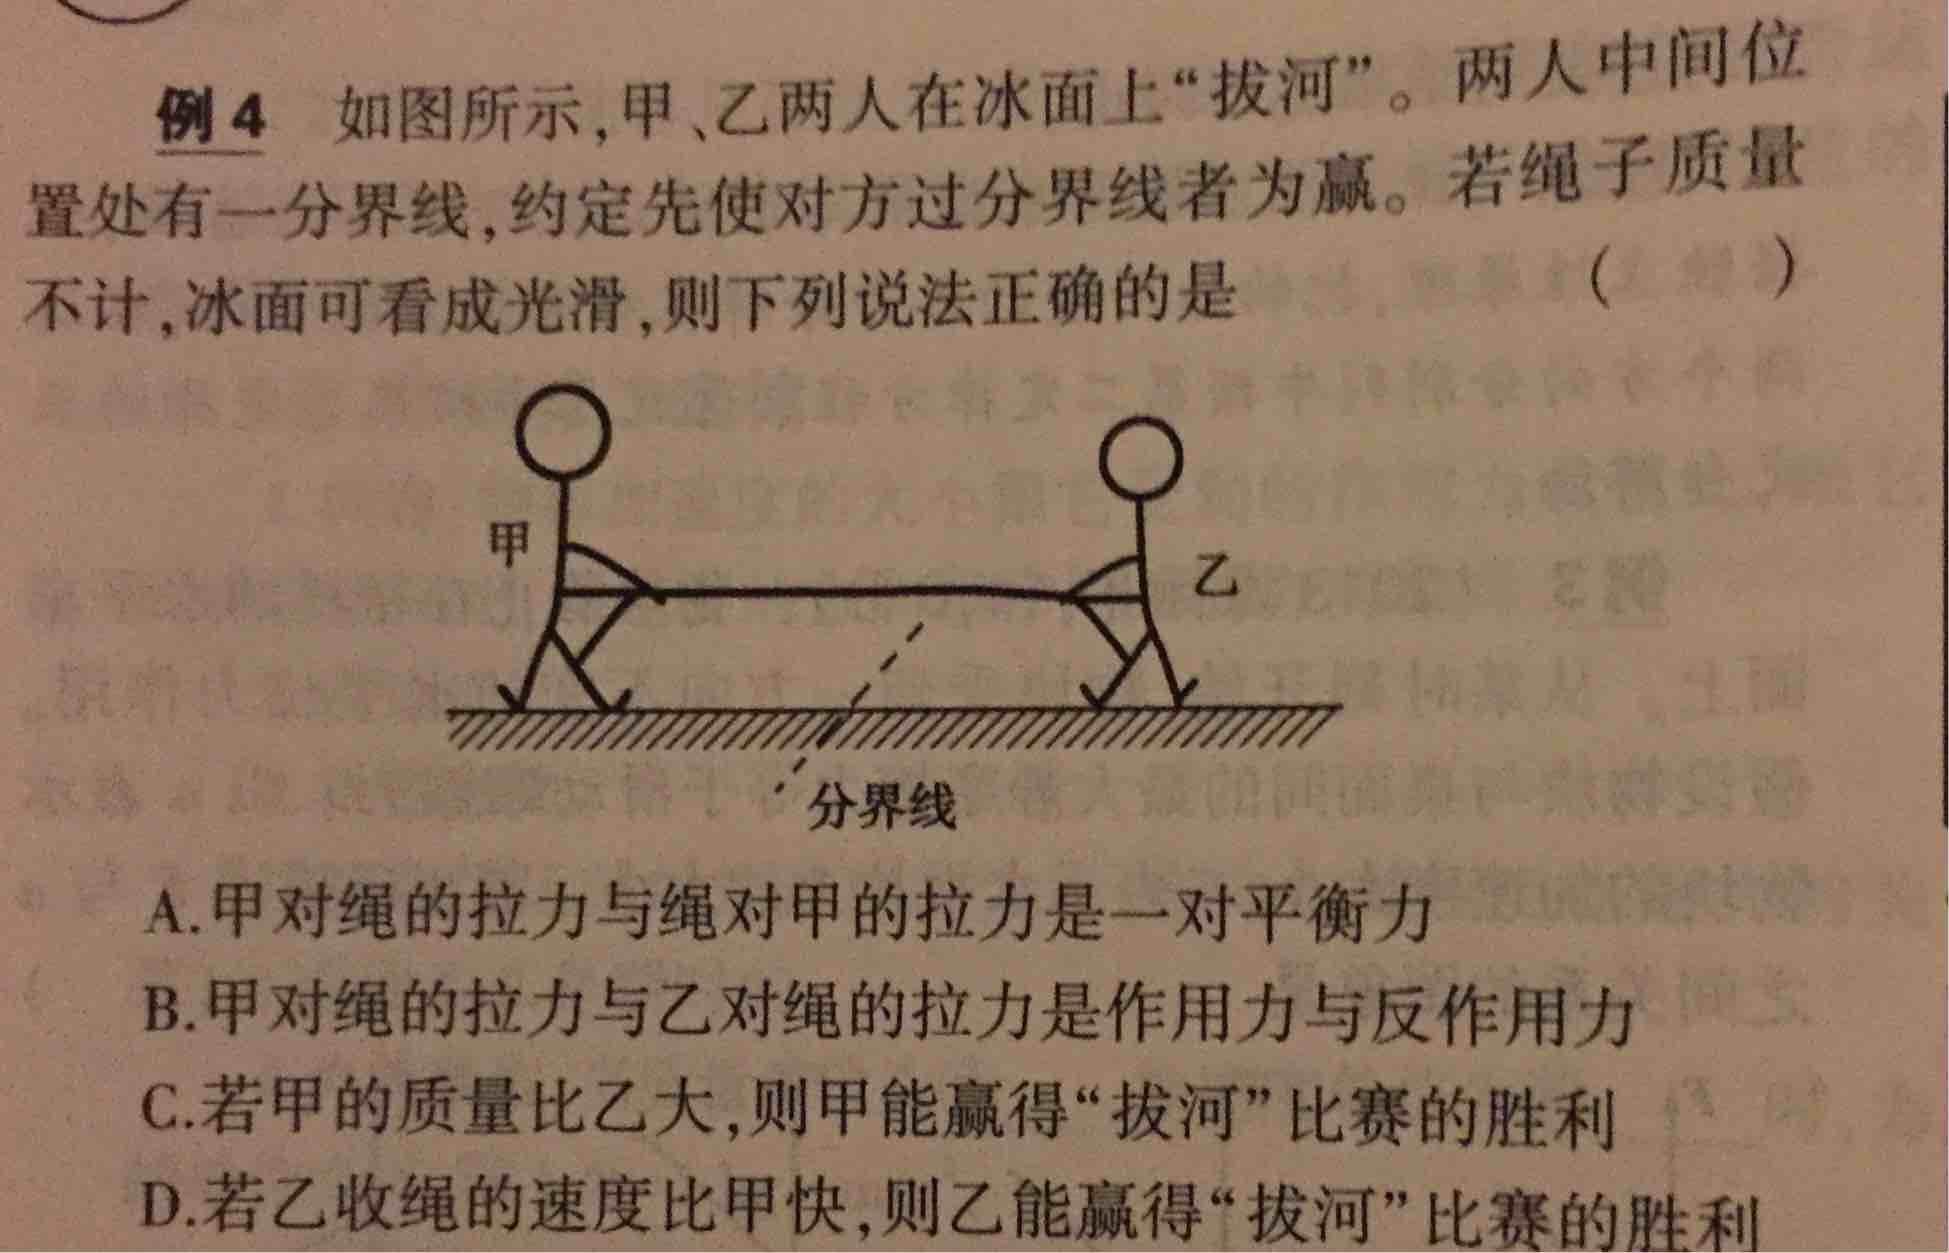 例4 如图所示,甲、乙两人在冰面上“拔河”。两人中间位
置处有一分界线,约定先使对方过分界线者为赢。若绳子质量
不计,冰面可看成光滑,则下列说法正确的是 ( )
甲
乙
分界线
A.甲对绳的拉力与绳对甲的拉力是一对平衡力
B.甲对绳的拉力与乙对绳的拉力是作用力与反作用力
C.若甲的质量比乙大,则甲能赢得“拔河”比赛的胜利
D.若乙收绳的速度比甲快,则乙能赢得“拔河”比赛的胜利